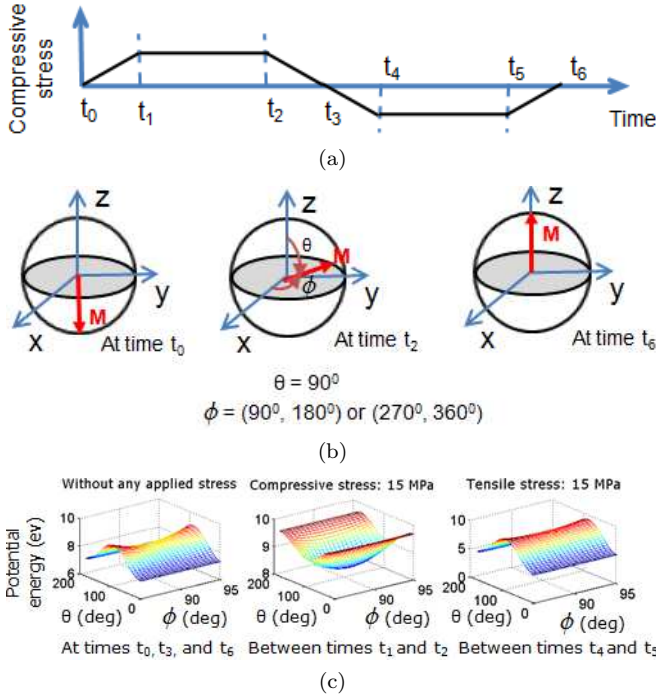 Compressive
stress
t0 t1 t2 t3 t4 t5 t6
Time
(a)
z z z
θ
M M M
ϕ
y y y
x x x
At time t0 At time t2 At time t6
θ = 90⁰
ϕ = (90⁰, 180⁰) or (270⁰, 360⁰)
(b)
Without any applied stress Compressive stress: 15 MPa Tensile stress: 15 MPa
Potential
energy (ev)
10 8 6 200 100 0 90 95
10 9 8 200 100 0 90 95
10 5 0 200 100 0 90 95
θ (deg) ϕ (deg) θ (deg) ϕ (deg) θ (deg) ϕ (deg)
At times t0, t3, and t6 Between times t1 and t2 Between times t4 and t5
(c)